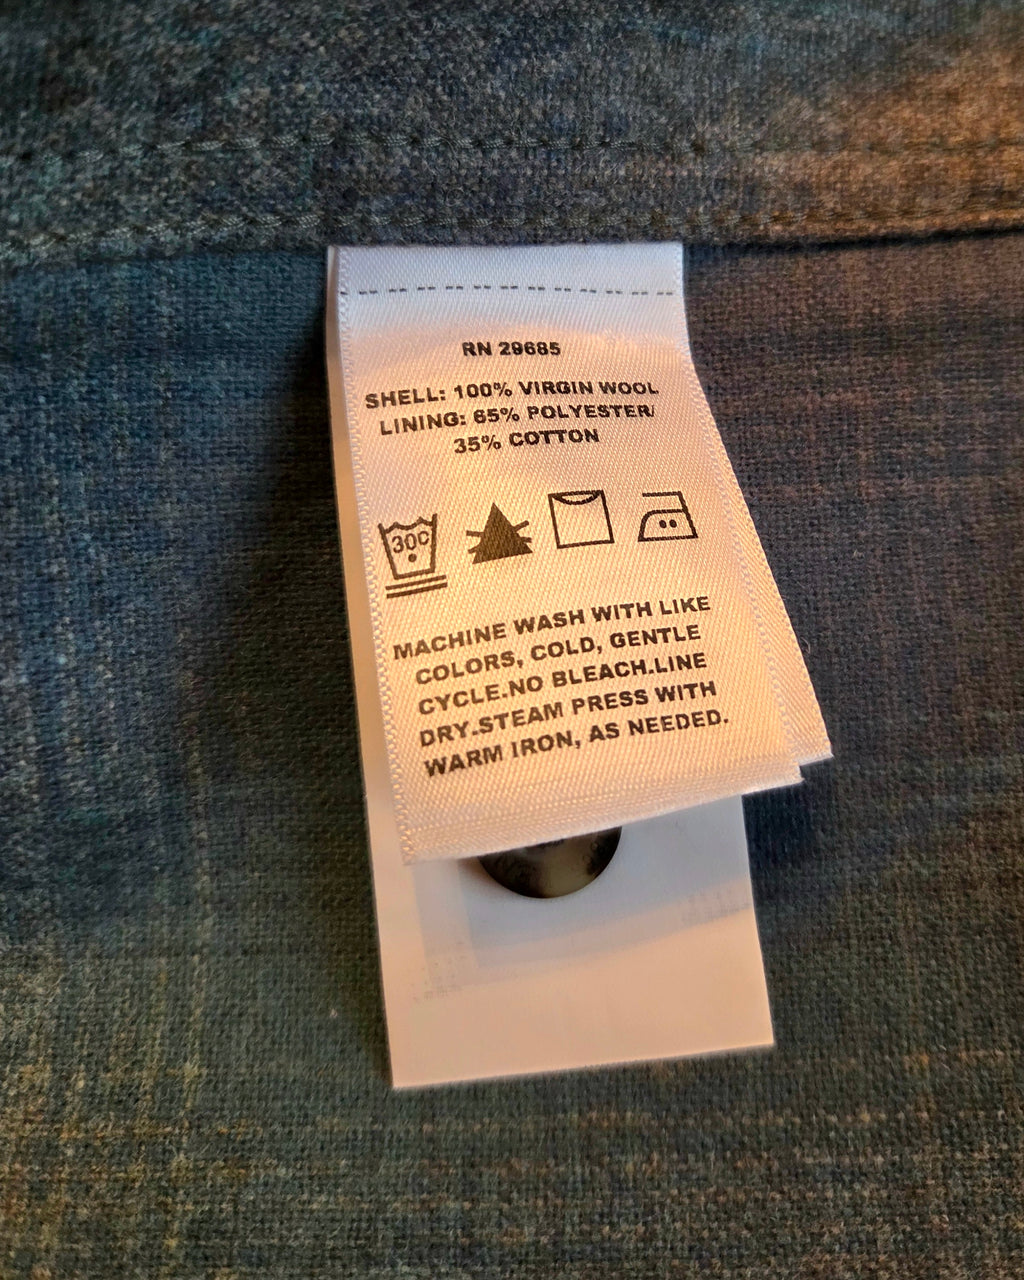 RN 29685
SHELL: 100% VIRGIN WOOL
LINING: 65% POLYESTER/
35% COTTON
30C
MACHINE WASH WITH LIKE
COLORS, COLD, GENTLE
CYCLE.NO BLEACH.LINE
DRY.STEAM PRESS WITH
WARM IRON, AS NEEDED.